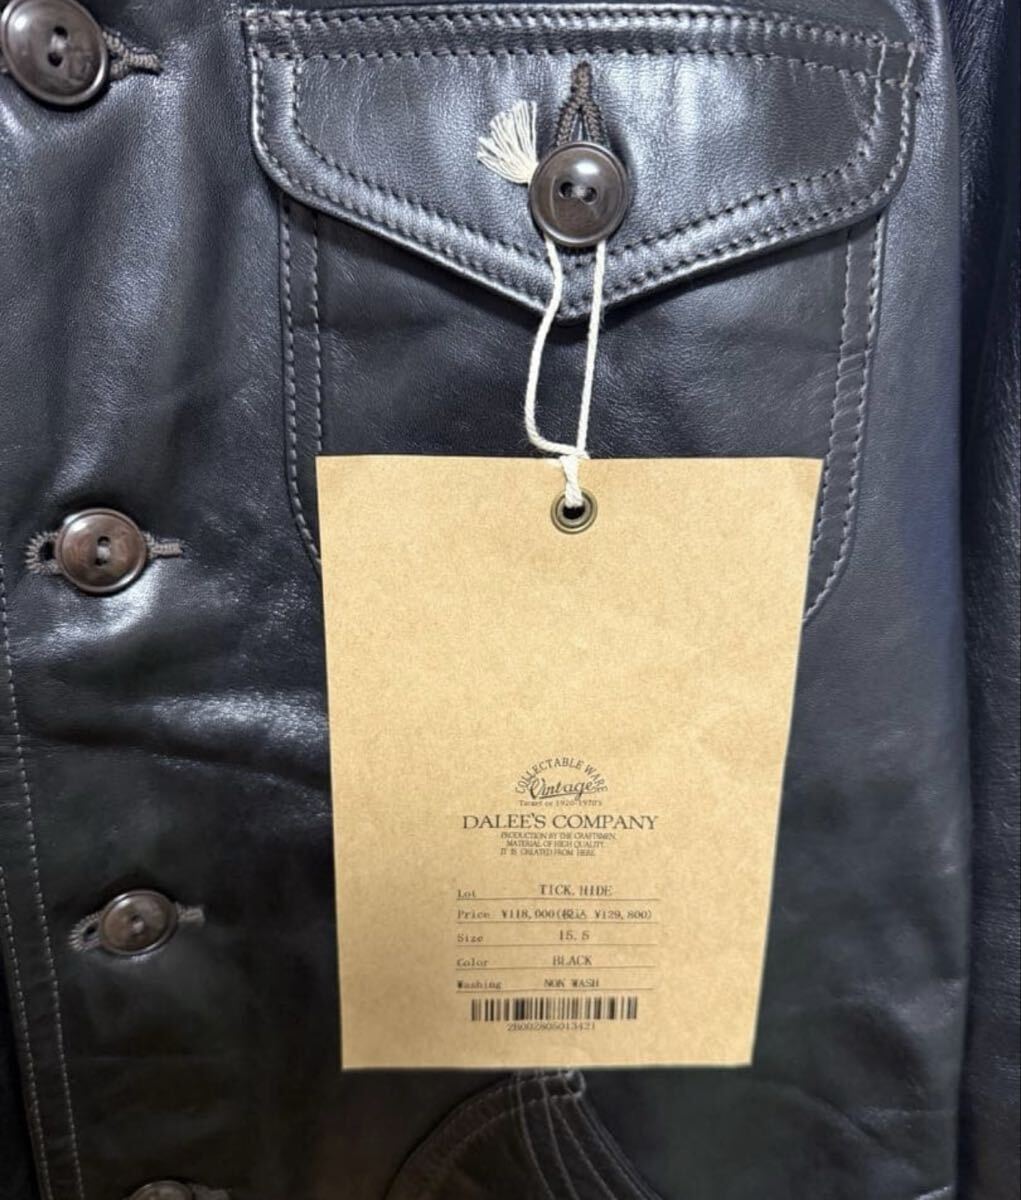 COLLECTABLE WARE
Vintage
Target of 1920-1970's
DALEE'S COMPANY
PRODUCTION BY THE CRAFTSMEN.
MATERIAL OF HIGH QUALITY.
IT IS CREATED FROM HERE.
Lot TICK.HIDE
Price ¥118,000(税込 ¥129,800)
Size 15.5
Color BLACK
Washing NON WASH
2B002805013421